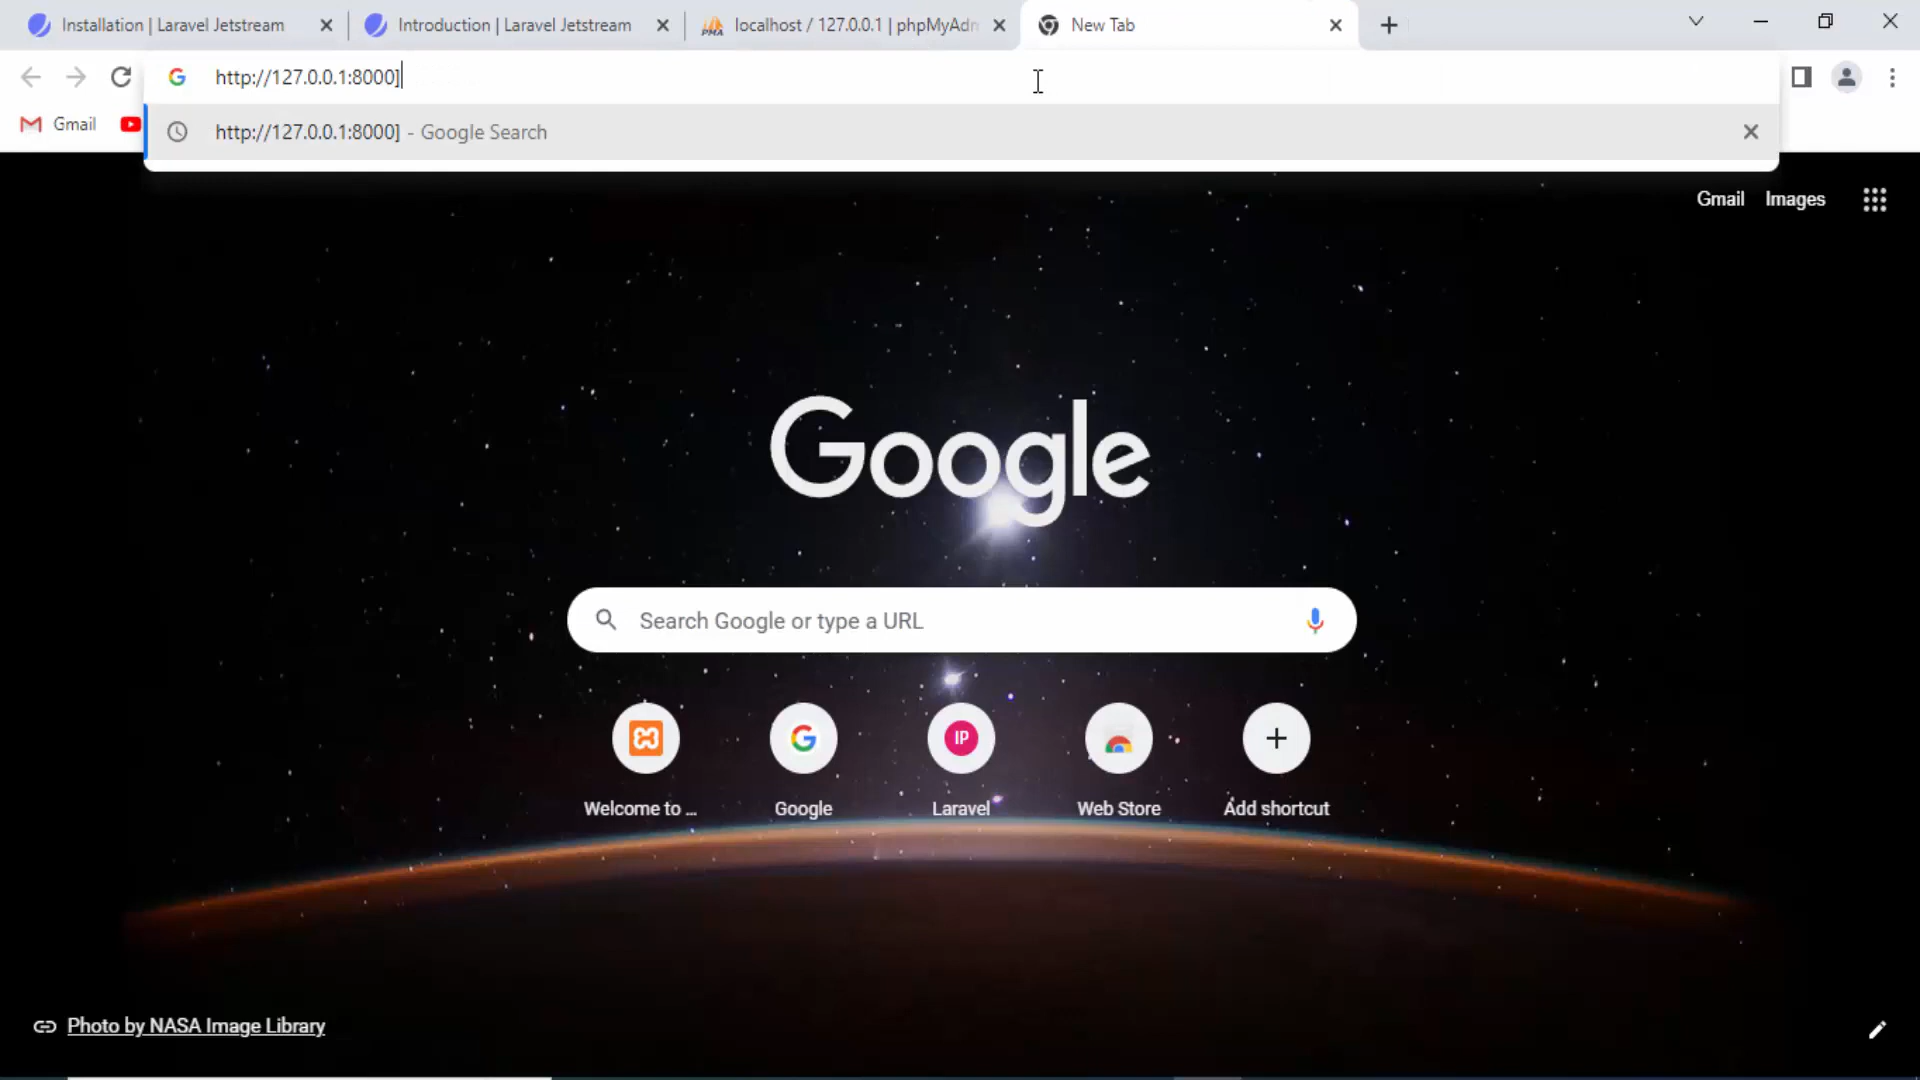 Installation | Laravel Jetstream
Introduction | Laravel Jetstream
PMA
localhost / 127.0.0.1 | phpMyAdm
New Tab
http://127.0.0.1:8000]
Gmail
http://127.0.0.1:8000] - Google Search
Gmail
Images
Google
Search Google or type a URL
IP
Welcome to ...
Google
Laravel
Web Store
Add shortcut
Photo by NASA Image Library